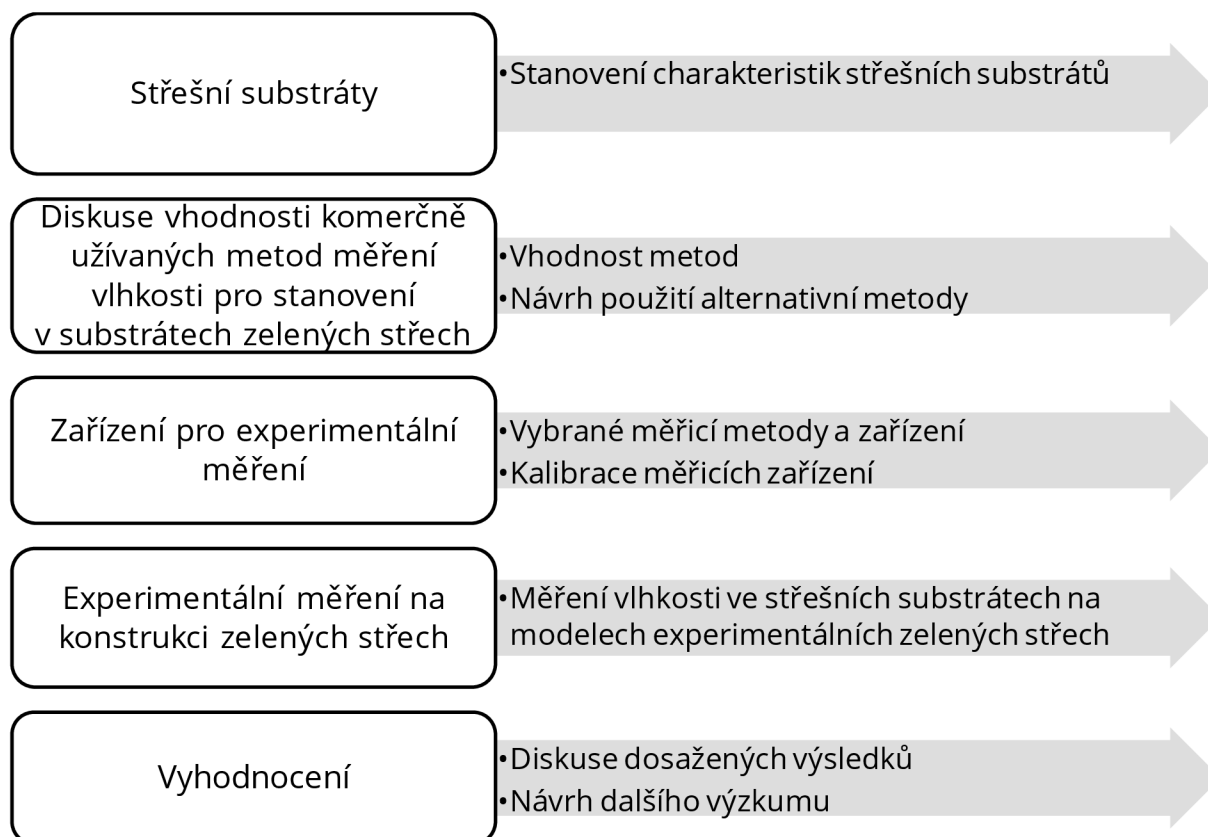 Střešní substráty
•Stanovení charakteristik střešních substrátů
Diskuse vhodnosti komerčně
užívaných metod měření
vlhkosti pro stanovení
v substrátech zelených střech
•Vhodnost metod
•Návrh použití alternativní metody
Zařízení pro experimentální
měření
•Vybrané měřicí metody a zařízení
•Kalibrace měřicích zařízení
Experimentální měření na
konstrukci zelených střech
•Měření vlhkosti ve střešních substrátech na
modelech experimentálních zelených střech
Vyhodnocení
•Diskuse dosažených výsledků
•Návrh dalšího výzkumu